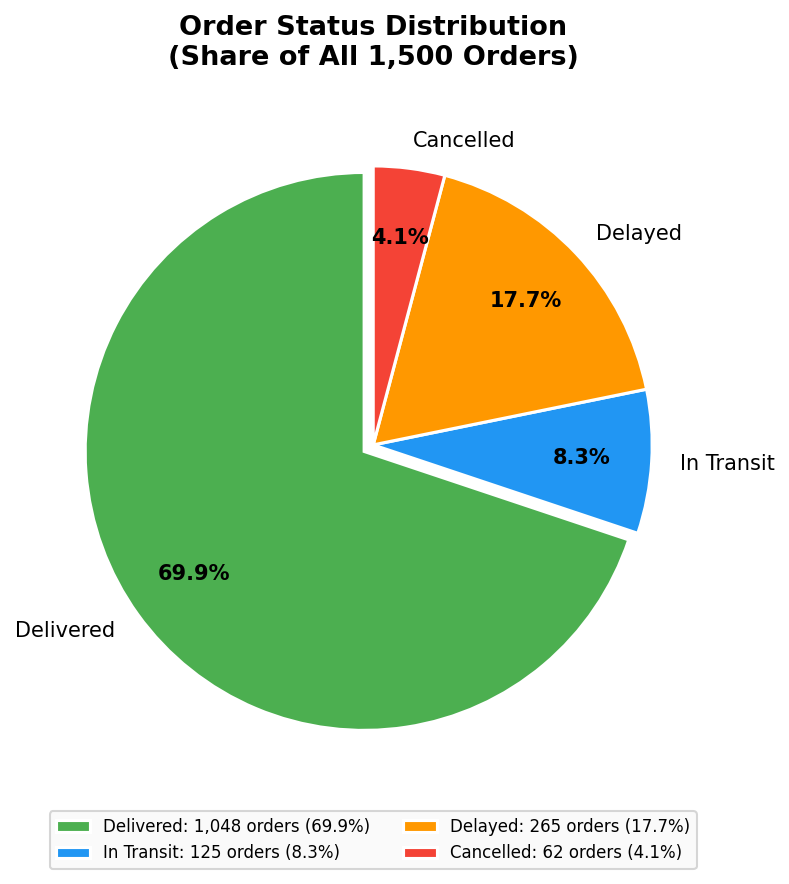 Order Status Distribution
(Share of All 1,500 Orders)
Cancelled
4.1%
Delayed
17.7%
8.3%
In Transit
69.9%
Delivered
Delivered: 1,048 orders (69.9%)
In Transit: 125 orders (8.3%)
Delayed: 265 orders (17.7%)
Cancelled: 62 orders (4.1%)